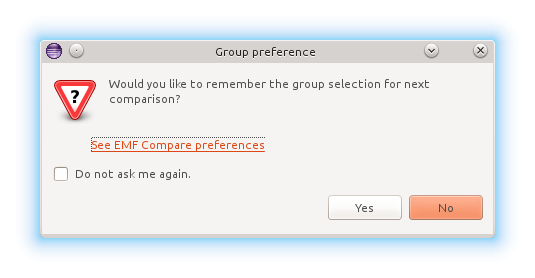 Group preference
Would you like to remember the group selection for next
comparison?
See EMF Compare preferences
Do not ask me again.
Yes
No